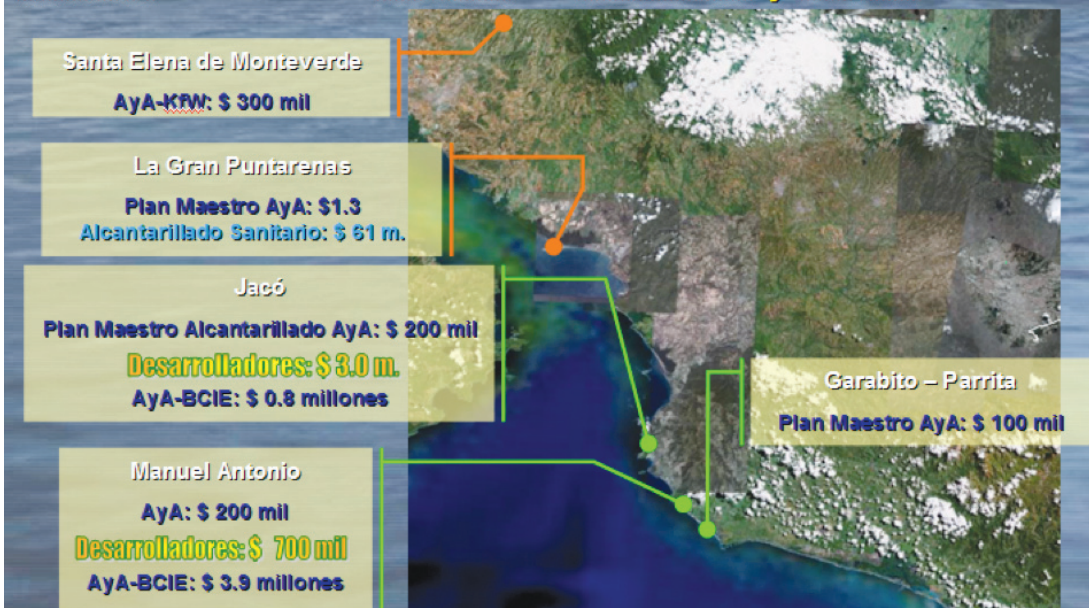 Santa Elena de Monteverde
AyA-KfW: $ 300 mil
La Gran Puntarenas
Plan Maestro AyA: $1.3
Alcantarillado Sanitario: $ 61 m.
Jacó
Plan Maestro Alcantarillado AyA: $ 200 mil
Desarrolladores: $ 3.0 m.
AyA-BCIE: $ 0.8 millones
Garabito – Parrita
Plan Maestro AyA: $ 100 mil
Manuel Antonio
AyA: $ 200 mil
Desarrolladores: $ 700 mil
AyA-BCIE: $ 3.9 millones